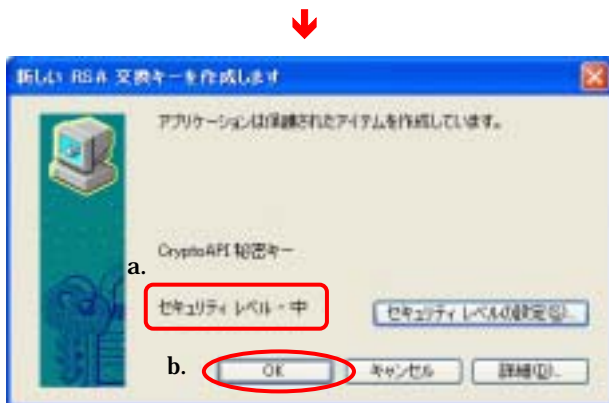 新しい RSA 交換キーを作成します
アプリケーションは保護されたアイテムを作成しています。
CryptoAPI 秘密キー
a.
セキュリティ レベル - 中
セキュリティ レベルの設定(S)...
b.
OK
キャンセル
詳細(D)...